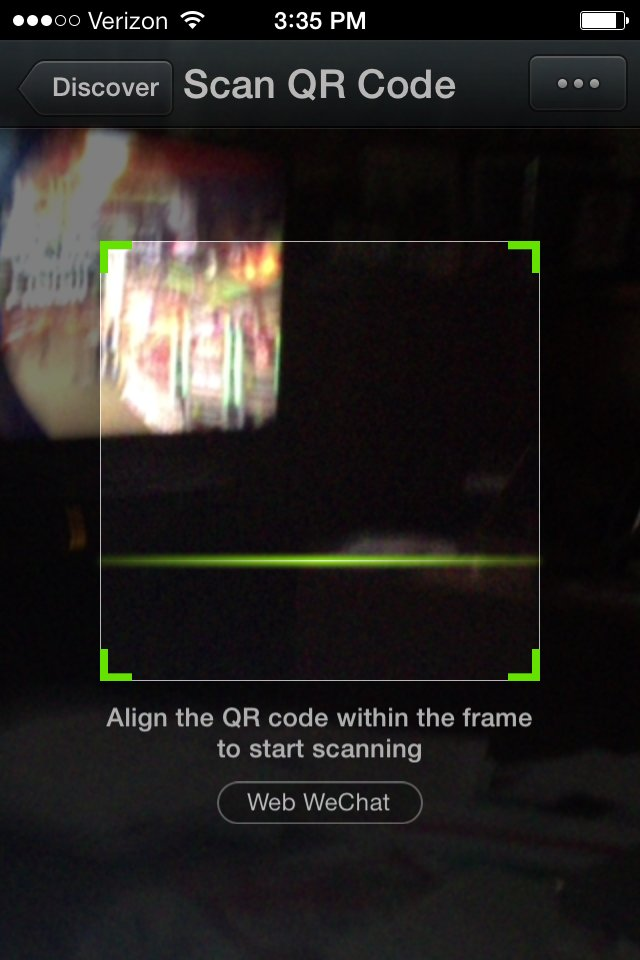 Verizon 3:35 PM
Discover Scan QR Code
Align the QR code within the frame
to start scanning
Web WeChat